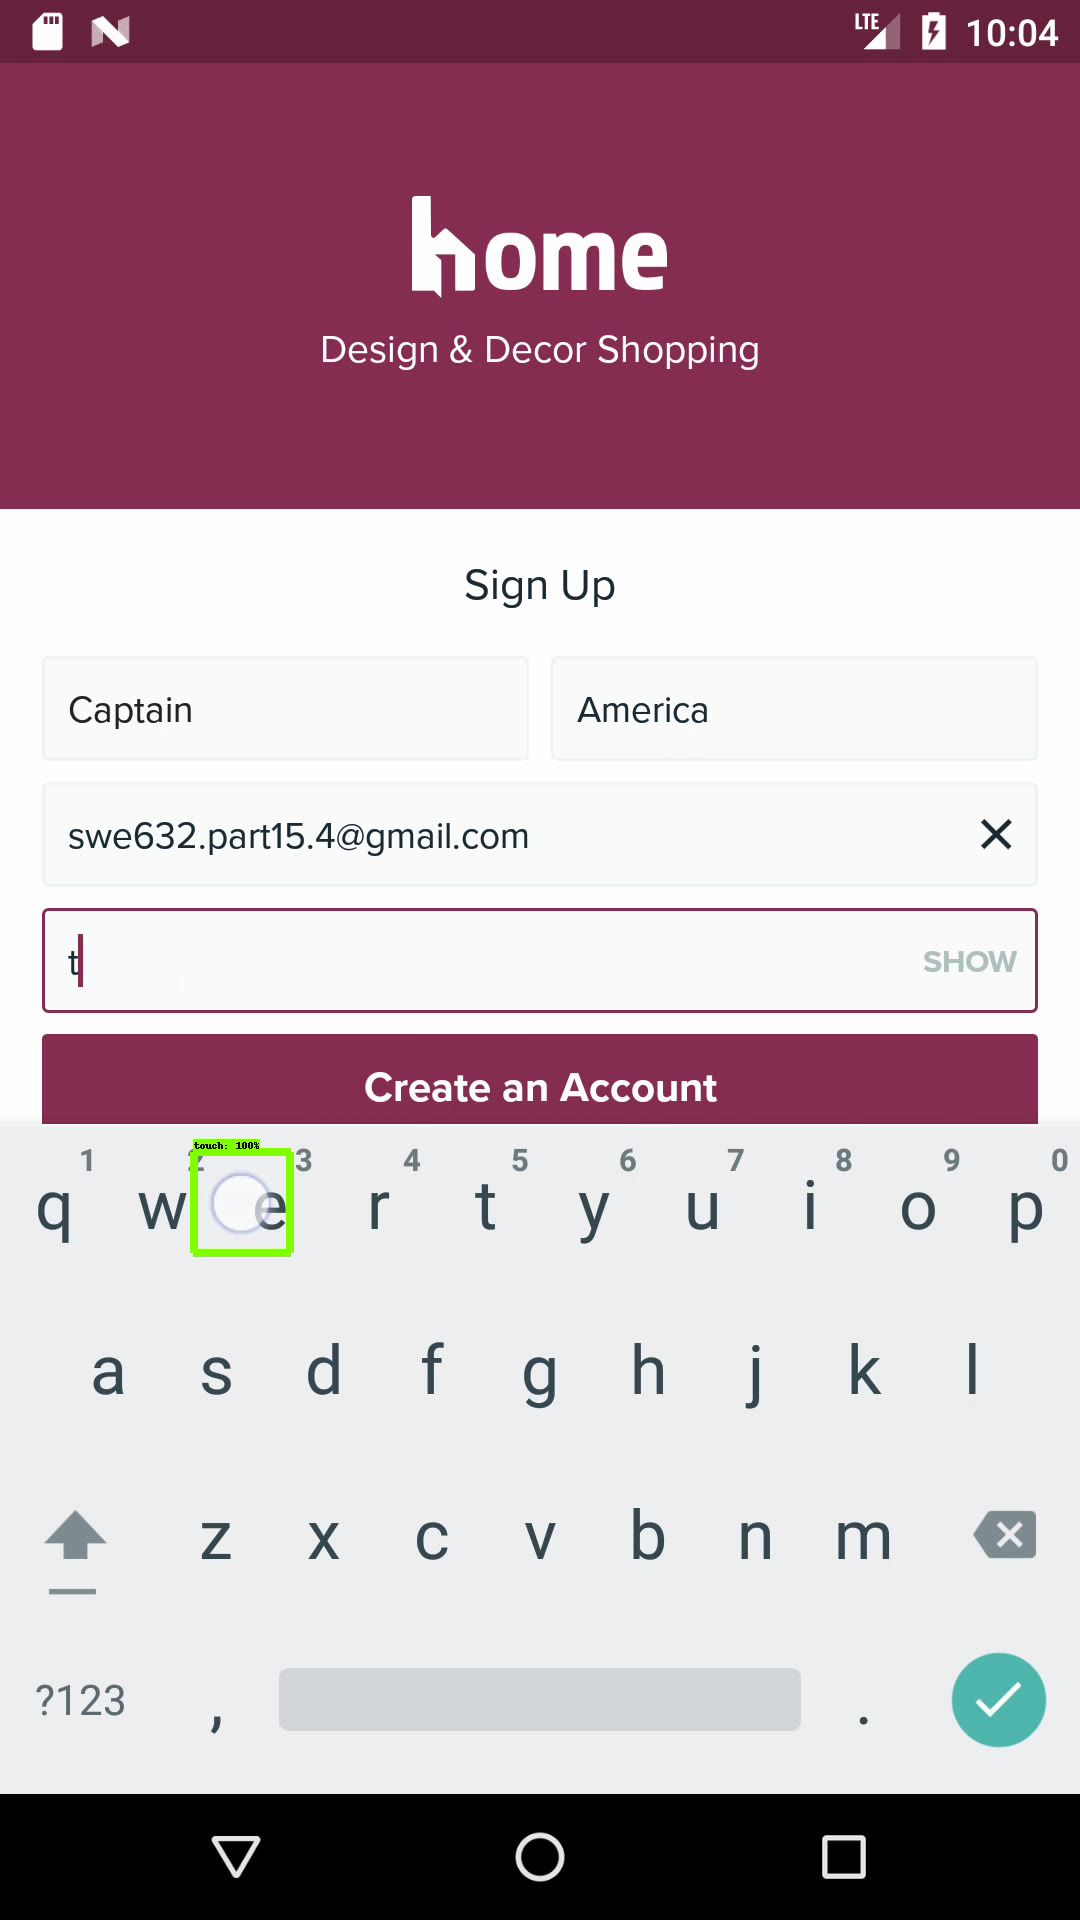 LTE 10:04
home
Design & Decor Shopping
Sign Up
Captain America
swe632.part15.4@gmail.com
t SHOW
Create an Account
touch: 100%
1 2 3 4 5 6 7 8 9 0
q w e r t y u i o p
a s d f g h j k l
z x c v b n m
?123 , .